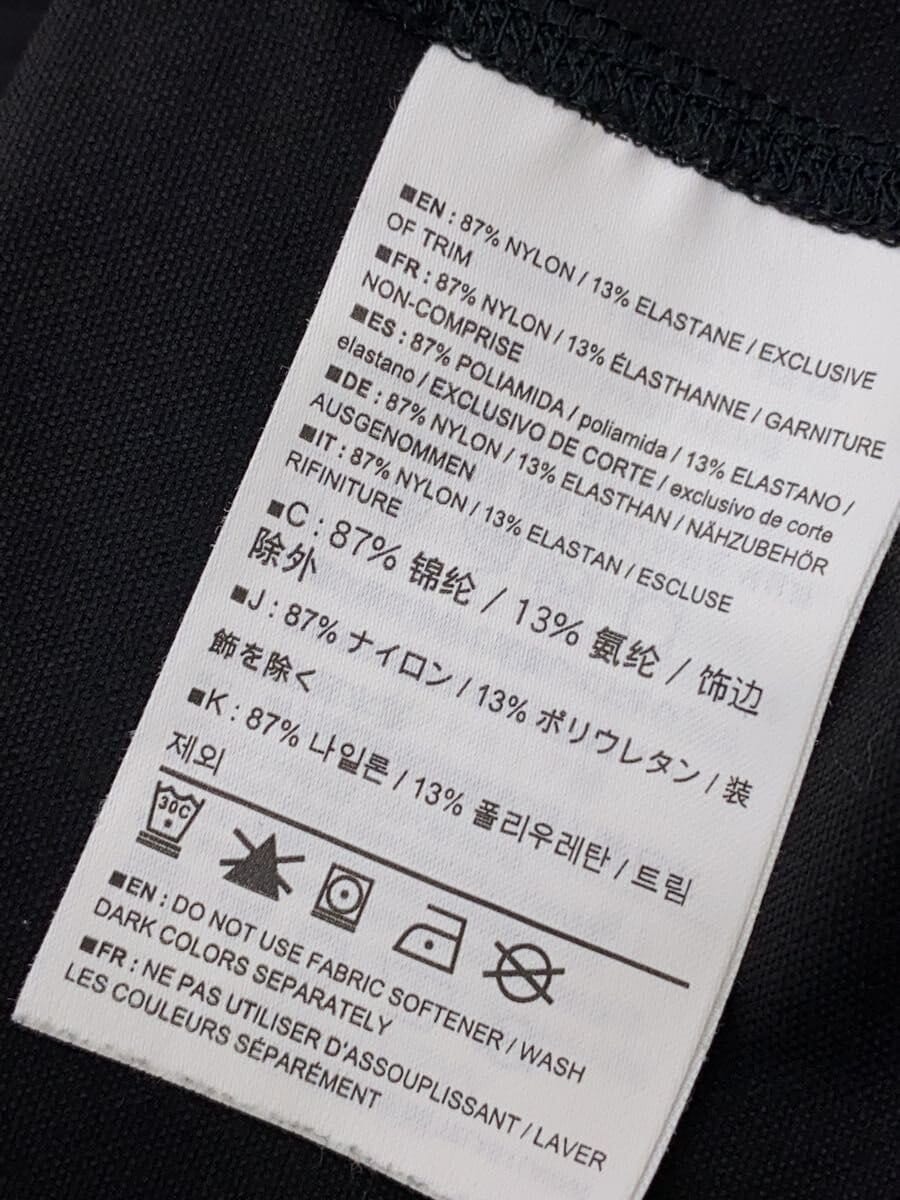 ■EN : 87% NYLON / 13% ELASTANE / EXCLUSIVE
OF TRIM
■FR : 87% NYLON / 13% ÉLASTHANNE / GARNITURE
NON-COMPRISE
■ES : 87% POLIAMIDA / poliamida / 13% ELASTANO /
elastano / EXCLUSIVO DE CORTE / exclusivo de corte
■DE : 87% NYLON / 13% ELASTHAN / NÄHZUBEHÖR
AUSGENOMMEN
■IT : 87% NYLON / 13% ELASTAN / ESCLUSE
RIFINITURE
■C : 87% 锦纶 / 13% 氨纶 / 饰边
除外
■J : 87% ナイロン / 13% ポリウレタン / 装
飾を除く
■K : 87% 나일론 / 13% 폴리우레탄 / 트림
제외
30C
■EN : DO NOT USE FABRIC SOFTENER / WASH
DARK COLORS SEPARATELY
■FR : NE PAS UTILISER D'ASSOUPLISSANT / LAVER
LES COULEURS SÉPARÉMENT